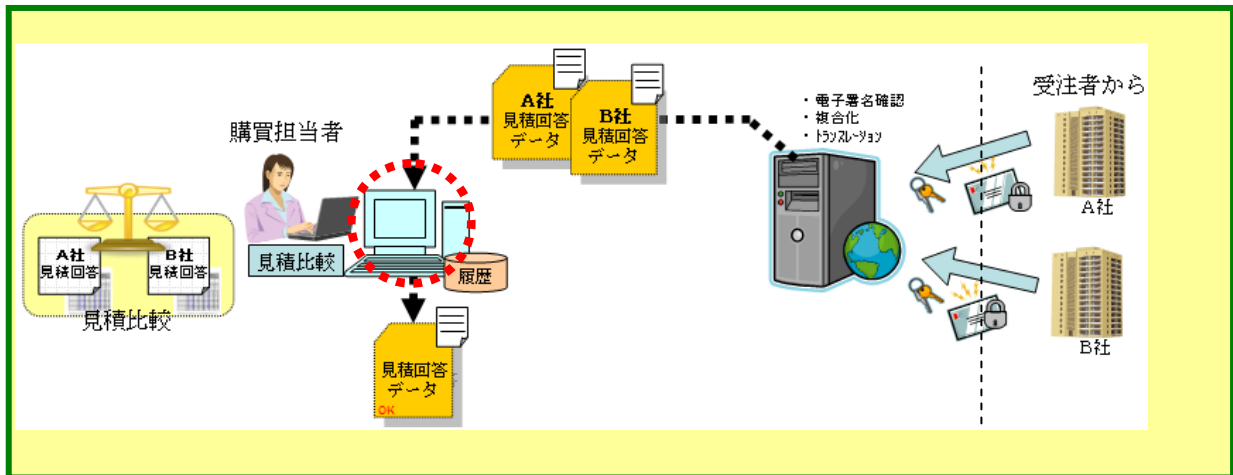 受注者から
A社
B社
・電子署名確認
・複合化
・トランスレーション
A社
見積回答
データ
B社
見積回答
データ
購買担当者
見積比較
履歴
A社
見積回答
B社
見積回答
見積比較
見積回答
データ
OK